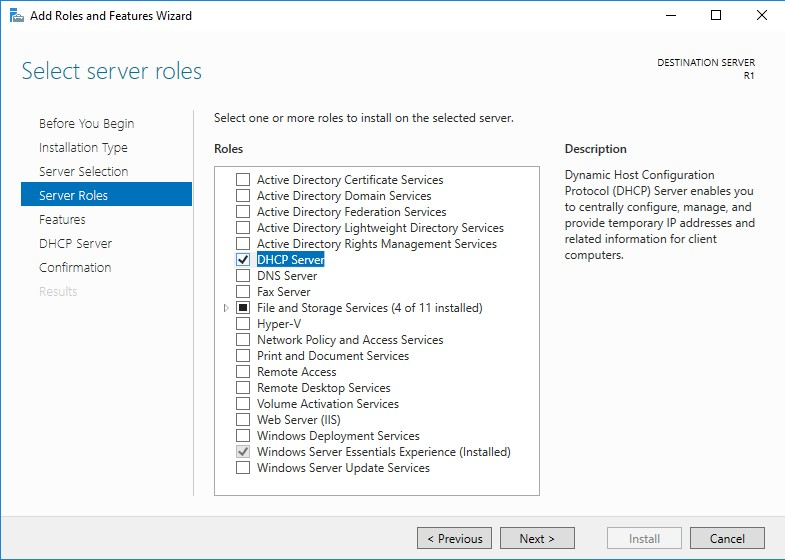 Add Roles and Features Wizard
Select server roles
DESTINATION SERVER
R1
Before You Begin
Installation Type
Server Selection
Server Roles
Features
DHCP Server
Confirmation
Results
Select one or more roles to install on the selected server.
Roles
Active Directory Certificate Services
Active Directory Domain Services
Active Directory Federation Services
Active Directory Lightweight Directory Services
Active Directory Rights Management Services
DHCP Server
DNS Server
Fax Server
File and Storage Services (4 of 11 installed)
Hyper-V
Network Policy and Access Services
Print and Document Services
Remote Access
Remote Desktop Services
Volume Activation Services
Web Server (IIS)
Windows Deployment Services
Windows Server Essentials Experience (Installed)
Windows Server Update Services
Description
Dynamic Host Configuration
Protocol (DHCP) Server enables you
to centrally configure, manage, and
provide temporary IP addresses and
related information for client
computers.
< Previous
Next >
Install
Cancel